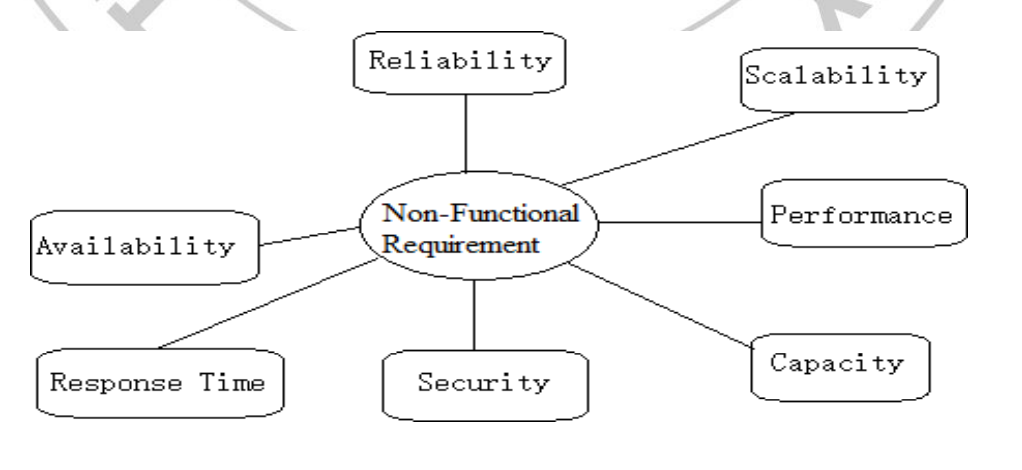 Reliability
Scalability
Non-Functional
Requirement
Performance
Availability
Response Time
Security
Capacity